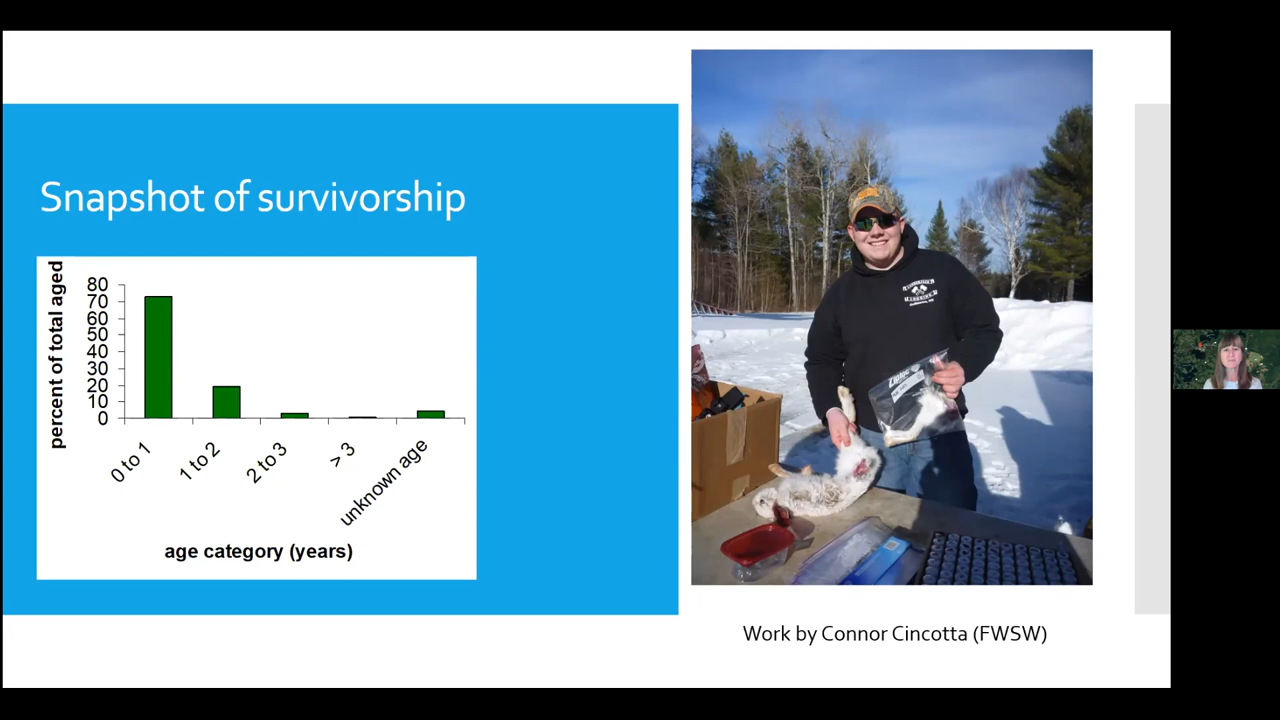 Snapshot of survivorship
percent of total aged
80
70
60
50
40
30
20
10
0
0 to 1
1 to 2
2 to 3
> 3
unknown age
age category (years)
Ziploc
Work by Connor Cincotta (FWSW)